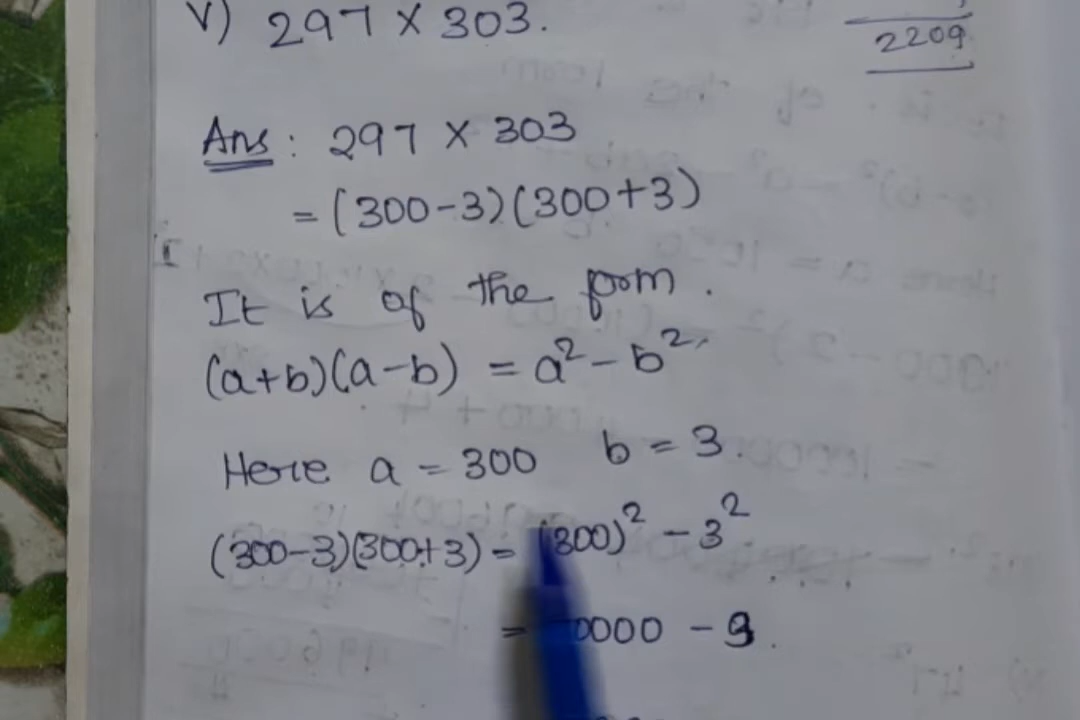 V) 297 × 303.
2209
Ans : 297 × 303
= (300-3)(300+3)
It is of the form.
(a+b)(a-b) = a² - b²,
Here a = 300 b = 3.
(300-3)(300+3) = (300)² - 3²
= 0000 - 9.